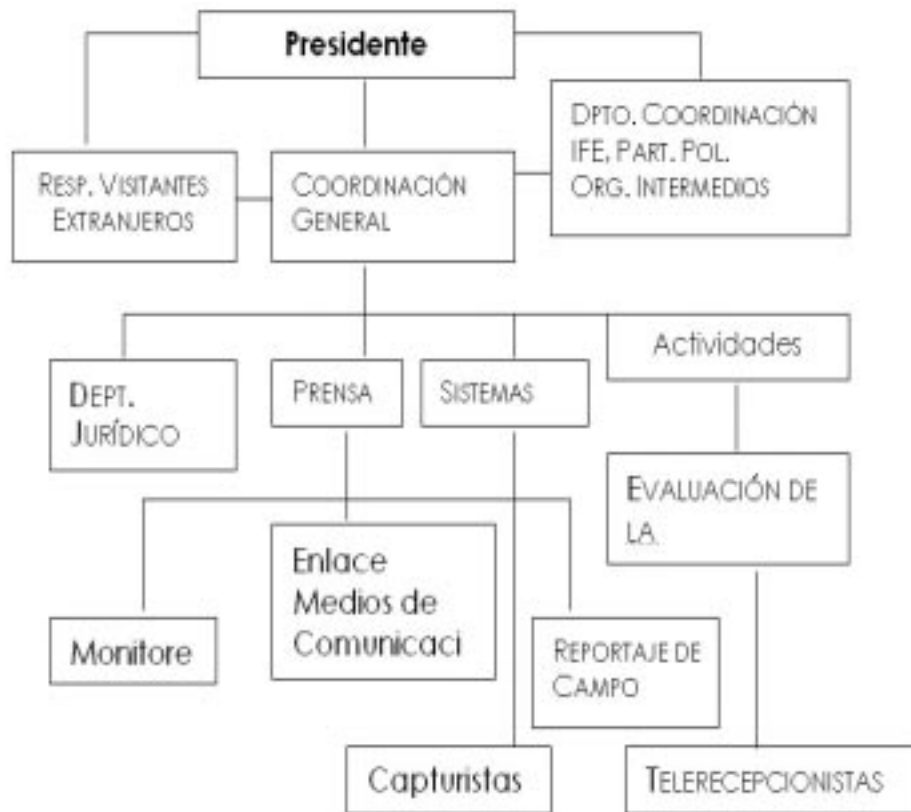 Presidente
RESP. VISITANTES
EXTRANJEROS
COORDINACIÓN
GENERAL
DPTO. COORDINACIÓN
IFE, PART. POL.
ORG. INTERMEDIOS
DEPT.
JURÍDICO
PRENSA
SISTEMAS
Actividades
EVALUACIÓN DE
LA
Monitore
Enlace
Medios de
Comunicaci
REPORTAJE DE
CAMPO
Capturistas
TELERECEPCIONISTAS